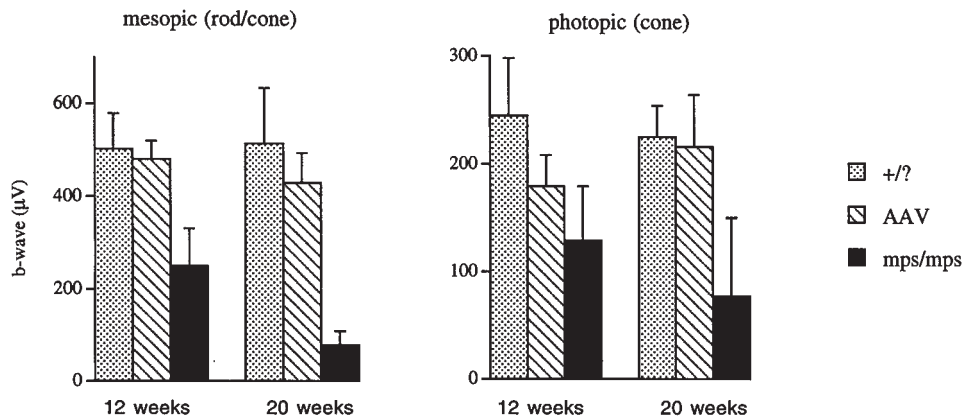 mesopic (rod/cone)
photopic (cone)
b-wave (µV)
600
400
200
0
12 weeks
20 weeks
300
200
100
0
12 weeks
20 weeks
+/?
AAV
mps/mps